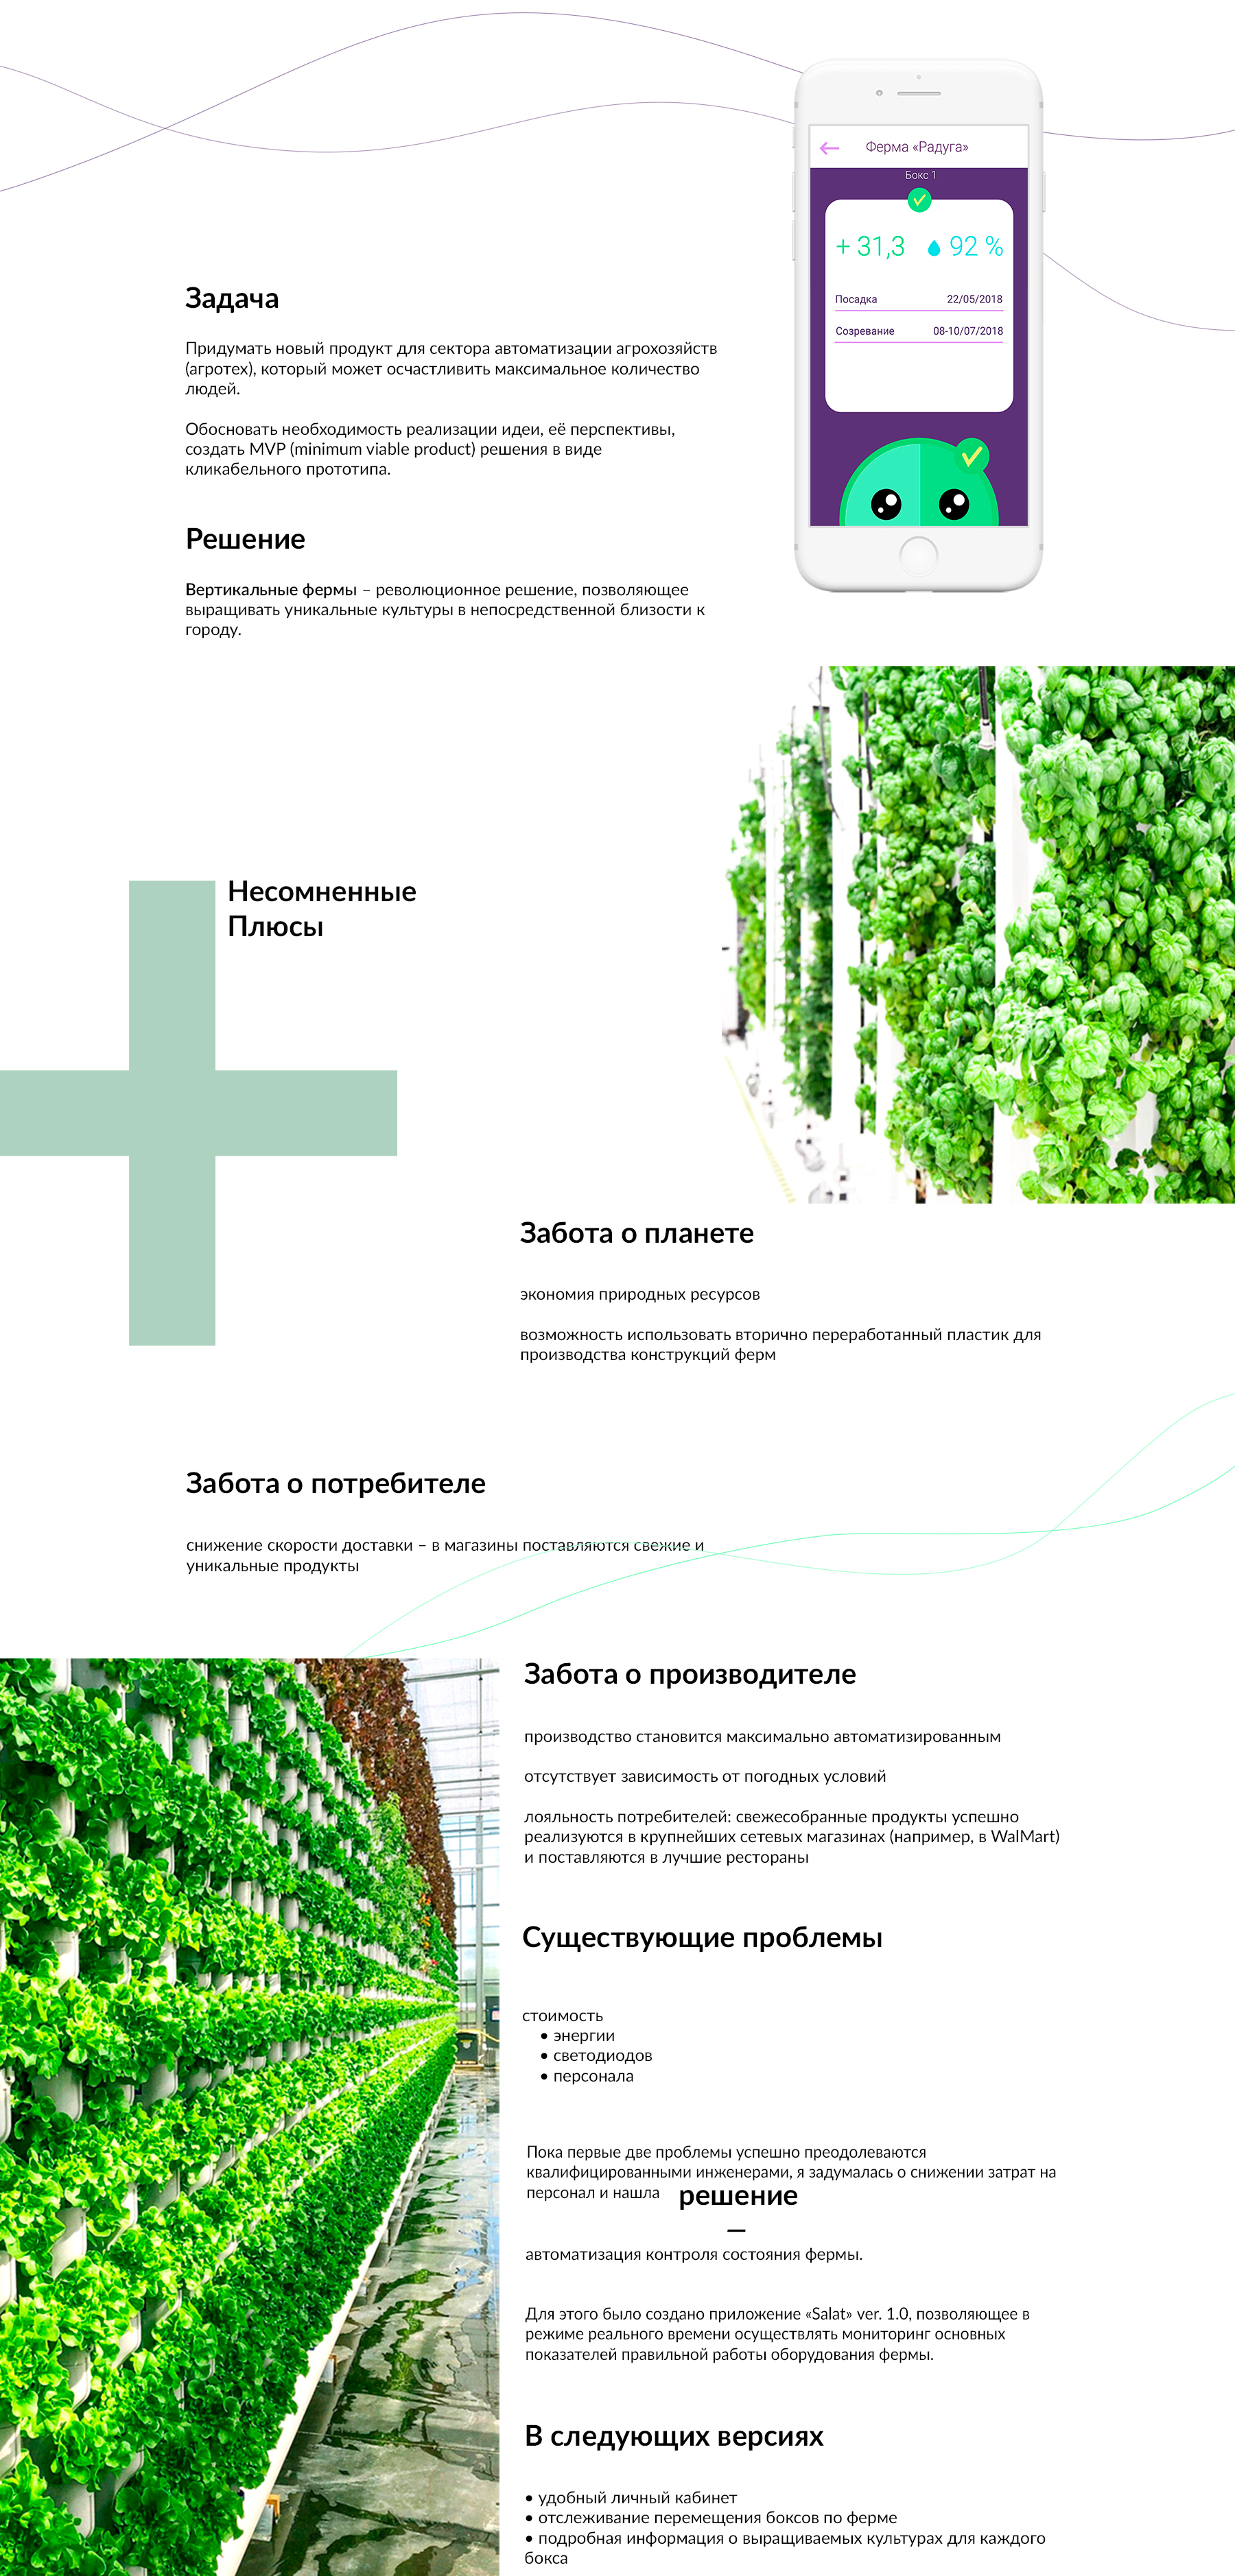 Ферма «Радуга»
Бокс 1
+ 31,3 92 %
Посадка 22/05/2018
Созревание 08-10/07/2018
Задача
Придумать новый продукт для сектора автоматизации агрохозяйств
(агротех), который может осчастливить максимальное количество
людей.
Обосновать необходимость реализации идеи, её перспективы,
создать MVP (minimum viable product) решения в виде
кликабельного прототипа.
Решение
Вертикальные фермы – революционное решение, позволяющее
выращивать уникальные культуры в непосредственной близости к
городу.
Несомненные
Плюсы
Забота о планете
экономия природных ресурсов
возможность использовать вторично переработанный пластик для
производства конструкций ферм
Забота о потребителе
снижение скорости доставки – в магазины поставляются свежие и
уникальные продукты
Забота о производителе
производство становится максимально автоматизированным
отсутствует зависимость от погодных условий
лояльность потребителей: свежесобранные продукты успешно
реализуются в крупнейших сетевых магазинах (например, в WalMart)
и поставляются в лучшие рестораны
Существующие проблемы
стоимость
• энергии
• светодиодов
• персонала
Пока первые две проблемы успешно преодолеваются
квалифицированными инженерами, я задумалась о снижении затрат на
персонал и нашла решение
—
автоматизация контроля состояния фермы.
Для этого было создано приложение «Salat» ver. 1.0, позволяющее в
режиме реального времени осуществлять мониторинг основных
показателей правильной работы оборудования фермы.
В следующих версиях
• удобный личный кабинет
• отслеживание перемещения боксов по ферме
• подробная информация о выращиваемых культурах для каждого
бокса